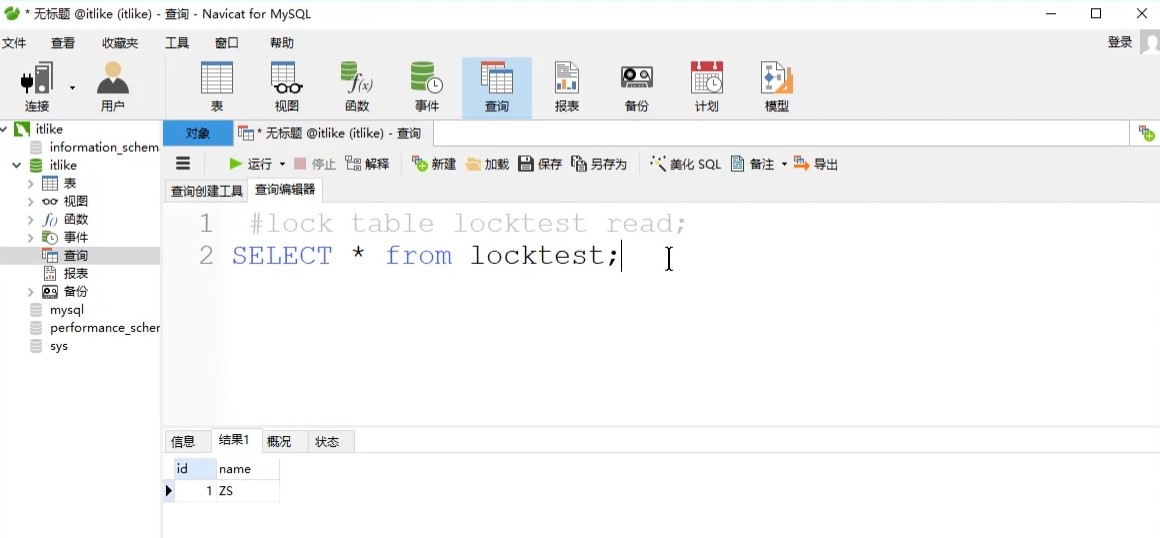 * 无标题 @itlike (itlike) - 查询 - Navicat for MySQL
文件 查看 收藏夹 工具 窗口 帮助 登录
连接 用户 表 视图 函数 事件 查询 报表 备份 计划 模型
itlike
information_schem
itlike
表
视图
函数
事件
查询
报表
备份
mysql
performance_scher
sys
对象 * 无标题 @itlike (itlike) - 查询
运行 停止 解释 新建 加载 保存 另存为 美化 SQL 备注 导出
查询创建工具 查询编辑器
1 #lock table locktest read;
2 SELECT * from locktest;
信息 结果1 概况 状态
id name
1 ZS